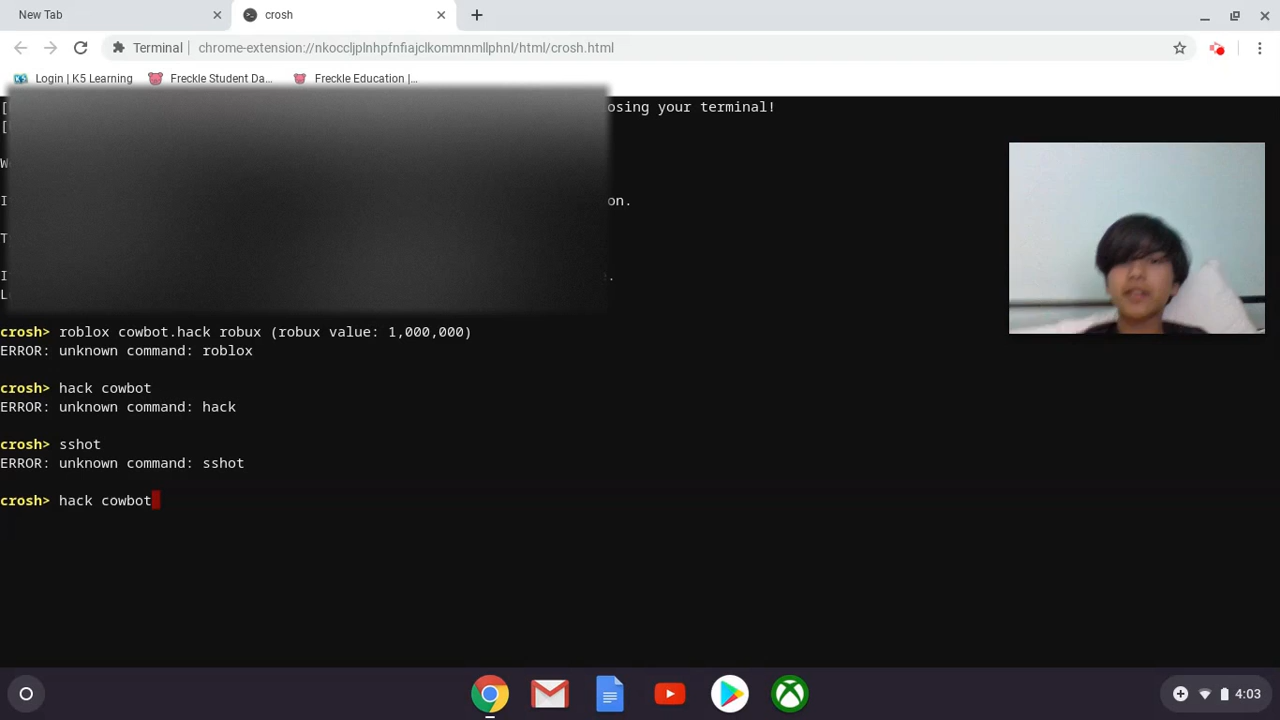 New Tab
crosh
Terminal
chrome-extension://nkoccljplnhpfnfiajclkommnmllphnl/html/crosh.html
Login | K5 Learning
Freckle Student Da...
Freckle Education |...
osing your terminal!
[
on.
crosh> roblox cowbot.hack robux (robux value: 1,000,000)
ERROR: unknown command: roblox
crosh> hack cowbot
ERROR: unknown command: hack
crosh> sshot
ERROR: unknown command: sshot
crosh> hack cowbot
4:03